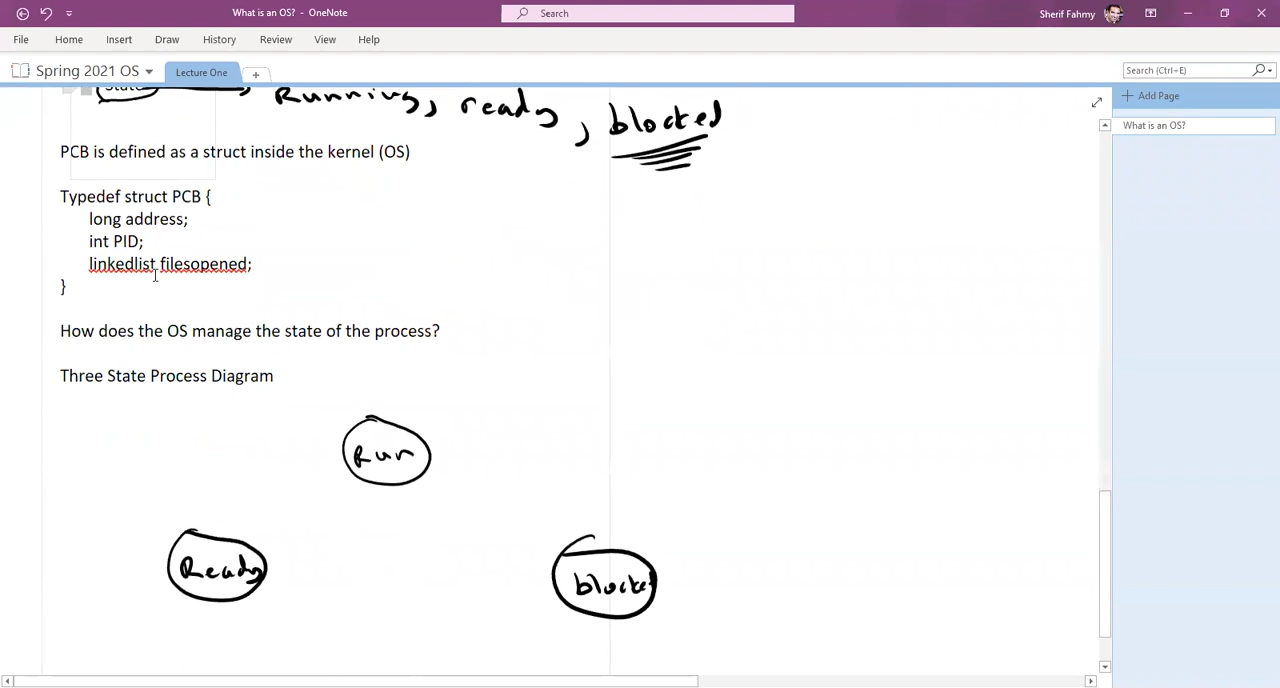 What is an OS? - OneNote
Search
Sherif Fahmy
File Home Insert Draw History Review View Help
Spring 2021 OS
Lecture One
+
Search (Ctrl+E)
State
, Running, ready, blocked
+ Add Page
What is an OS?
PCB is defined as a struct inside the kernel (OS)
Typedef struct PCB {
long address;
int PID;
linkedlist filesopened;
}
How does the OS manage the state of the process?
Three State Process Diagram
Run
Ready
blocked